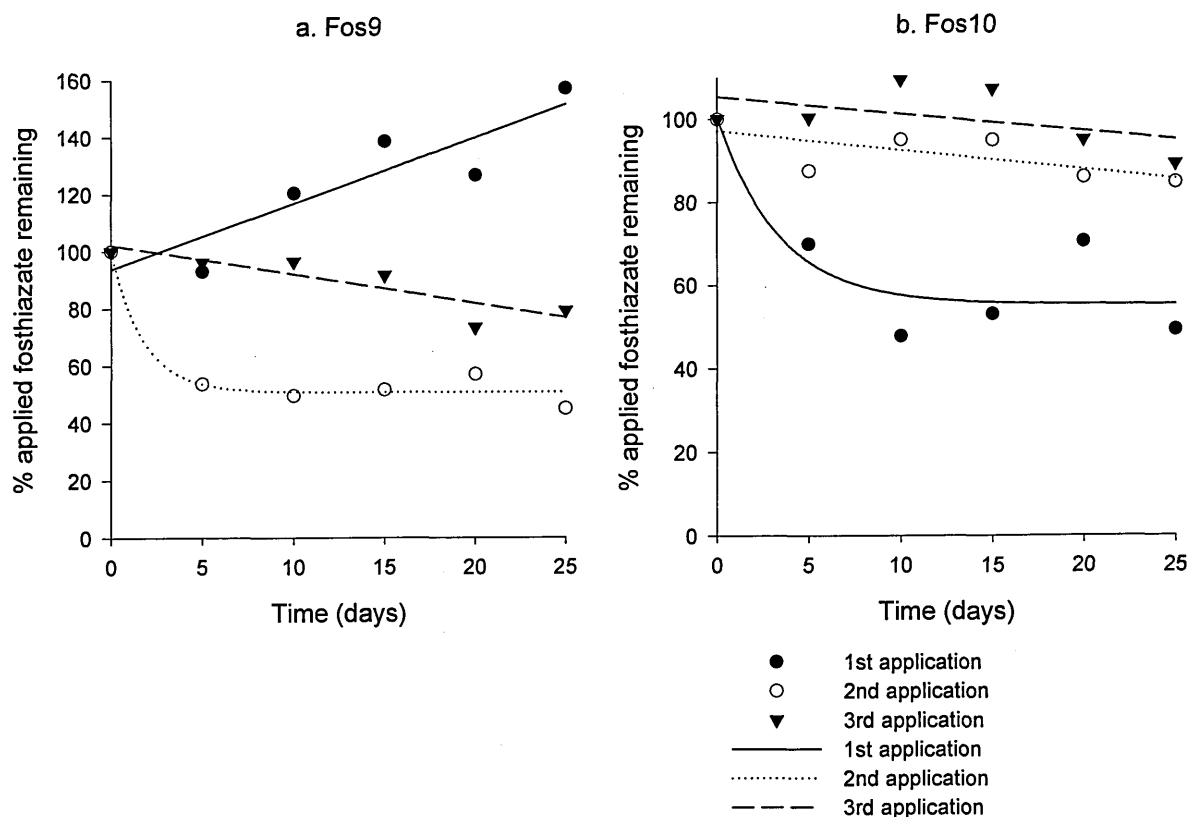 a. Fos9
% applied fosthiazate remaining
160
140
120
100
80
60
40
20
0
0 5 10 15 20 25
Time (days)
b. Fos10
% applied fosthiazate remaining
100
80
60
40
20
0
0 5 10 15 20 25
Time (days)
1st application
2nd application
3rd application
1st application
2nd application
3rd application